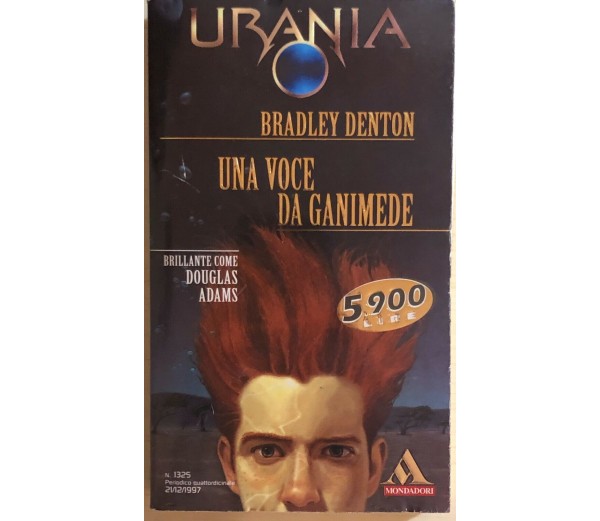 URANIA
BRADLEY DENTON
UNA VOCE
DA GANIMEDE
BRILLANTE COME
DOUGLAS
ADAMS
5.900
LIRE
N. 1325
Periodico quattordicinale
21/12/1997
MONDADORI